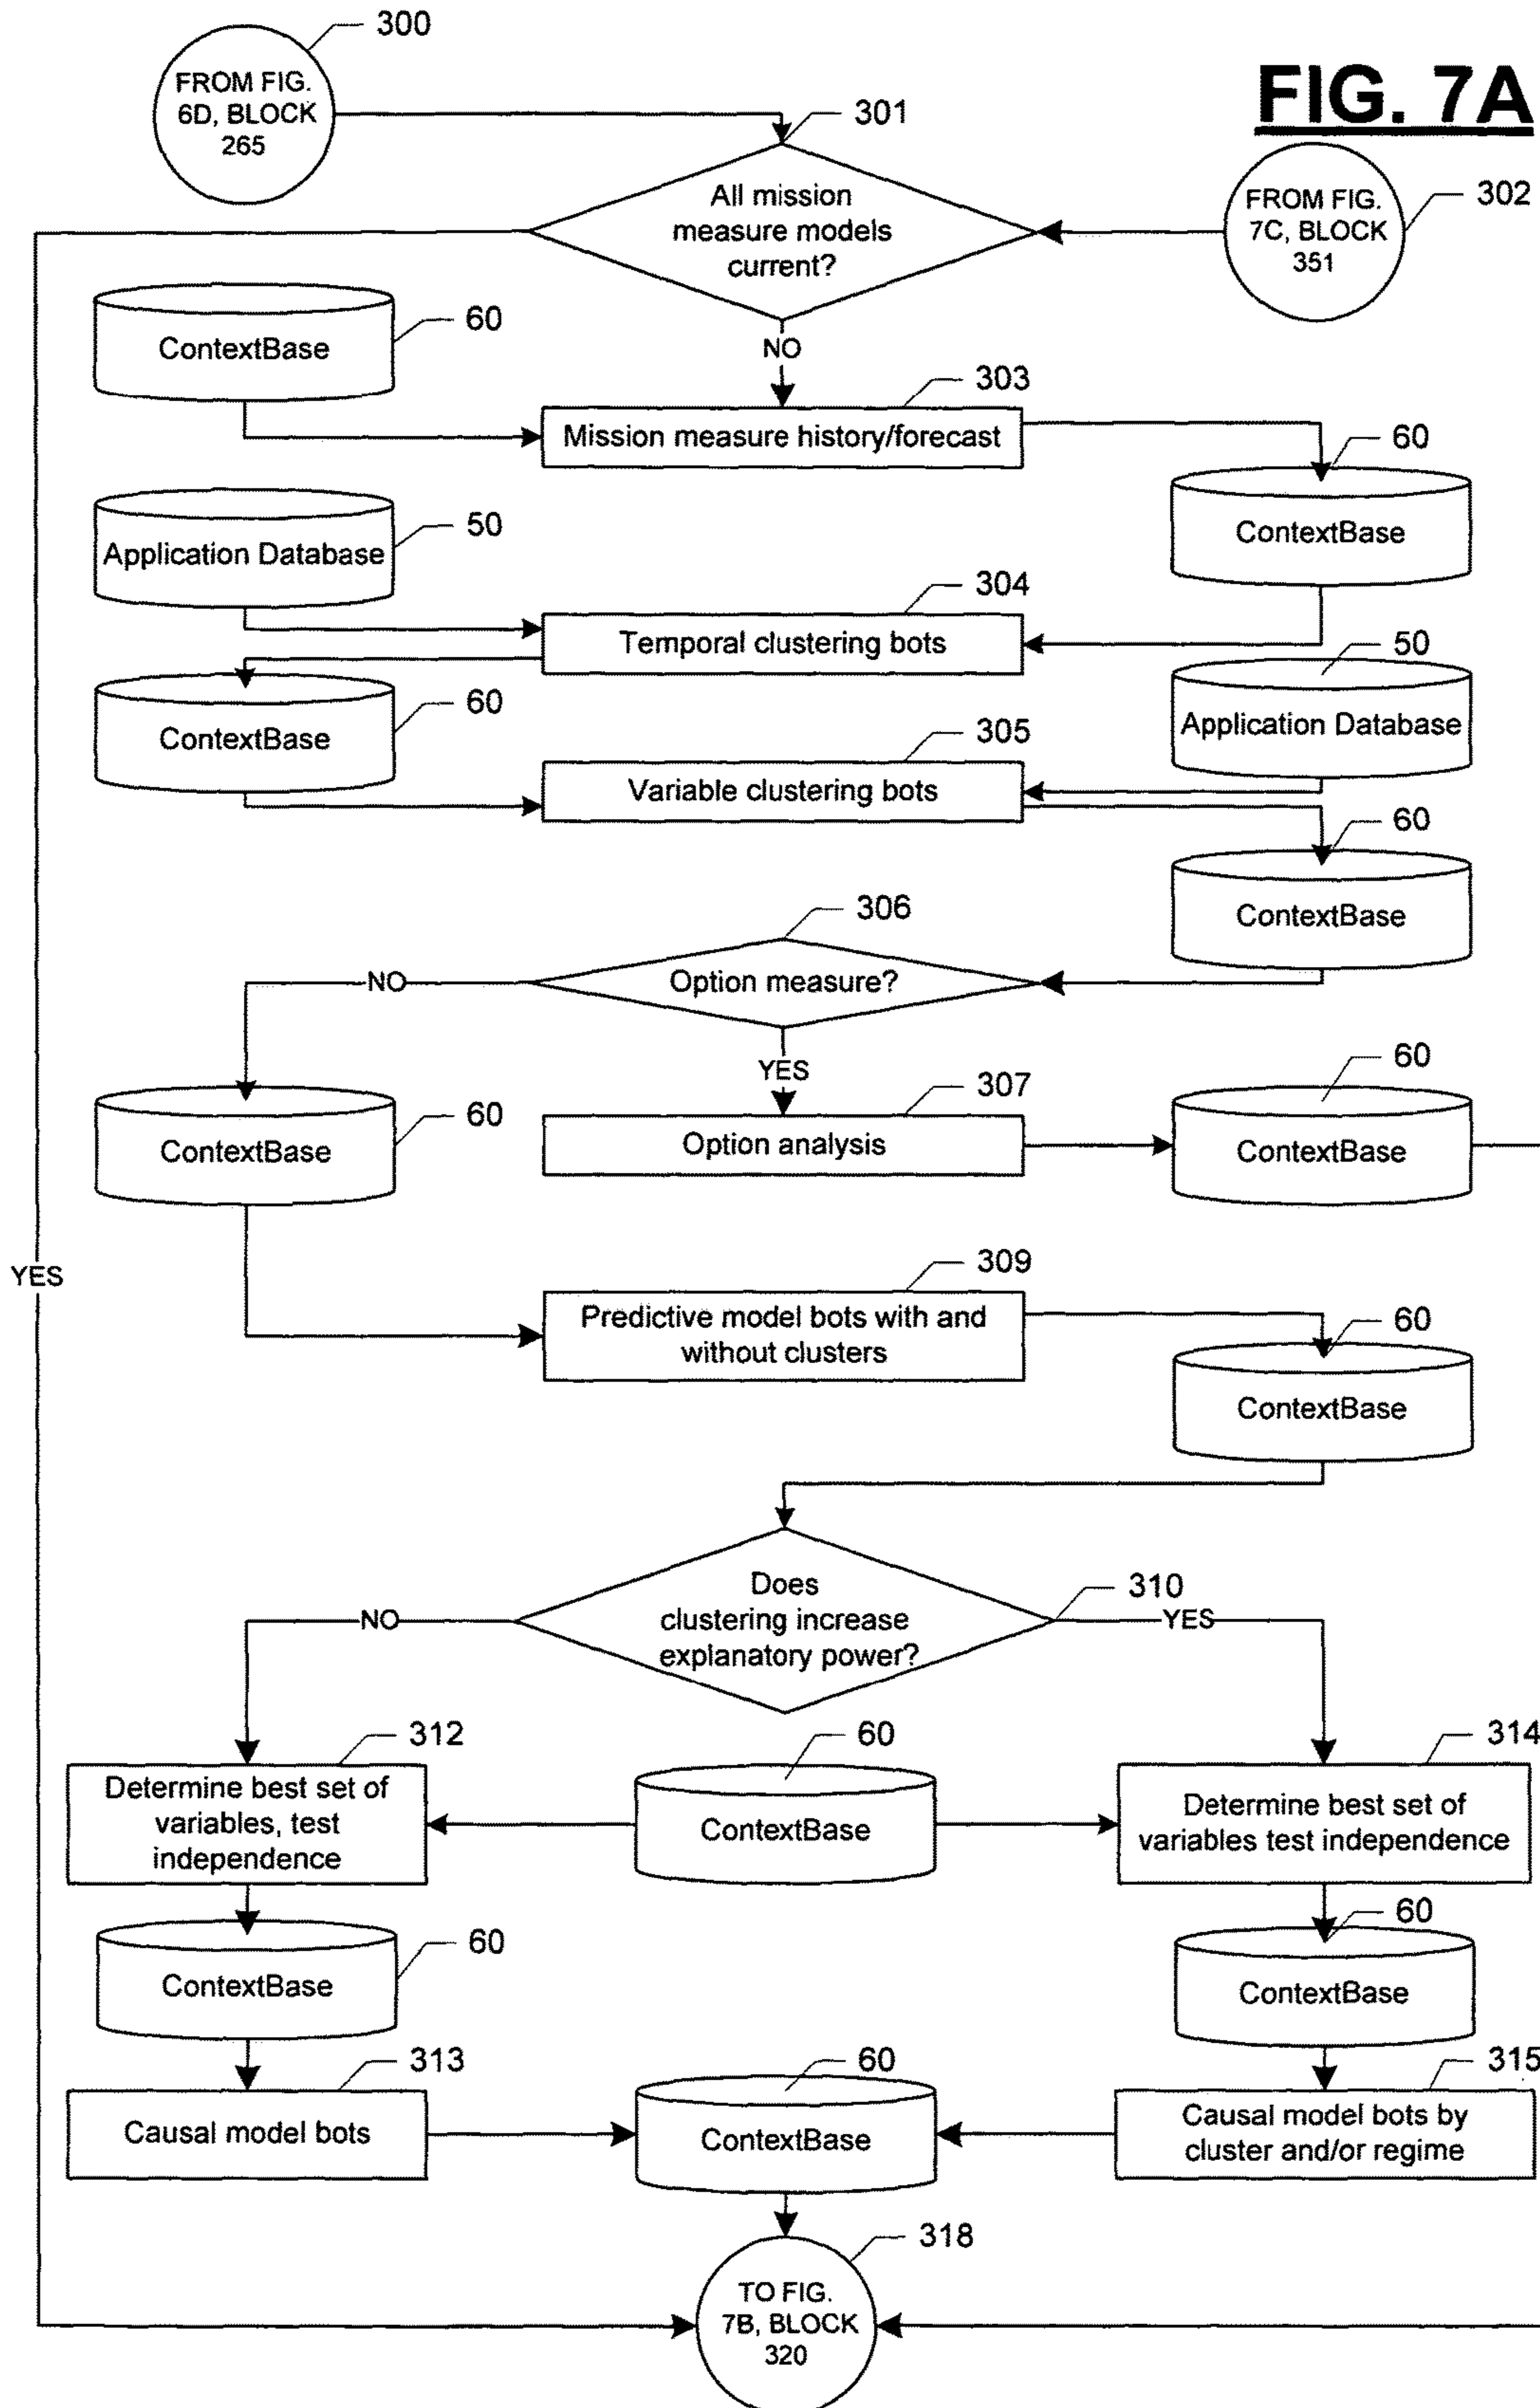 300
FROM FIG.
6D, BLOCK
265
FIG. 7A
301
All mission
measure models
current?
302
FROM FIG.
7C, BLOCK
351
60
ContextBase
NO
303
Mission measure history/forecast
60
ContextBase
50
Application Database
304
Temporal clustering bots
50
Application Database
60
ContextBase
305
Variable clustering bots
60
ContextBase
306
Option measure?
NO
YES
60
ContextBase
307
Option analysis
60
ContextBase
YES
309
Predictive model bots with and
without clusters
60
ContextBase
310
Does
clustering increase
explanatory power?
NO
YES
312
Determine best set of
variables, test
independence
60
ContextBase
314
Determine best set of
variables test independence
60
ContextBase
60
ContextBase
313
Causal model bots
60
ContextBase
315
Causal model bots by
cluster and/or regime
318
TO FIG.
7B, BLOCK
320